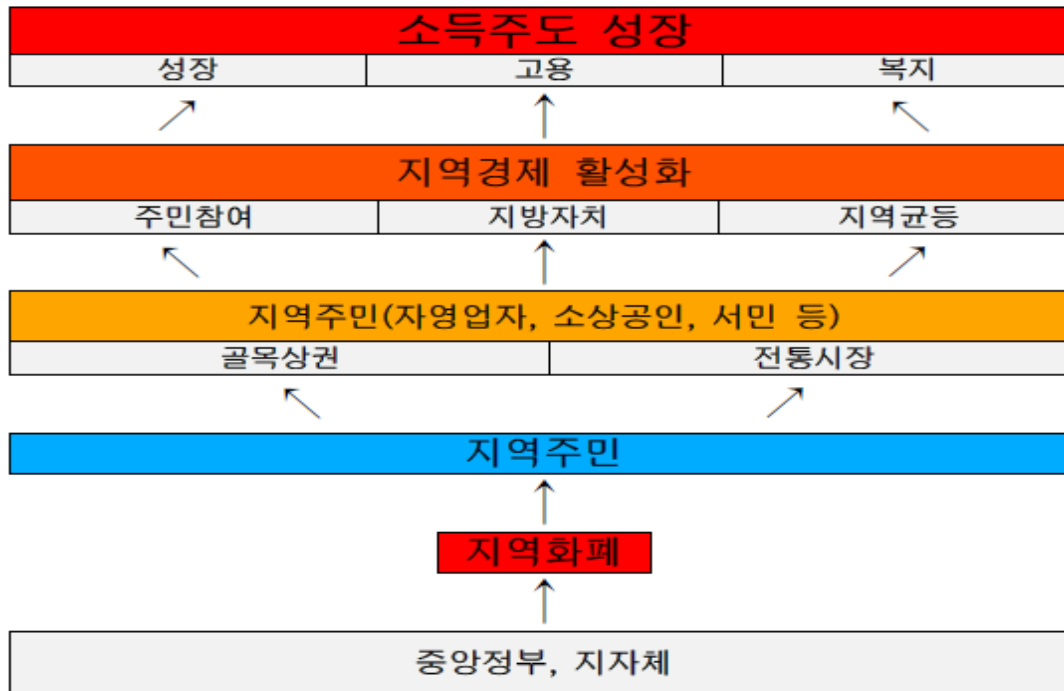 소득주도 성장
성장 고용 복지
↗ ↑ ↖
지역경제 활성화
주민참여 지방자치 지역균등
↖ ↑ ↗
지역주민(자영업자, 소상공인, 서민 등)
골목상권 전통시장
↖ ↗
지역주민
↑
지역화폐
↑
중앙정부, 지자체